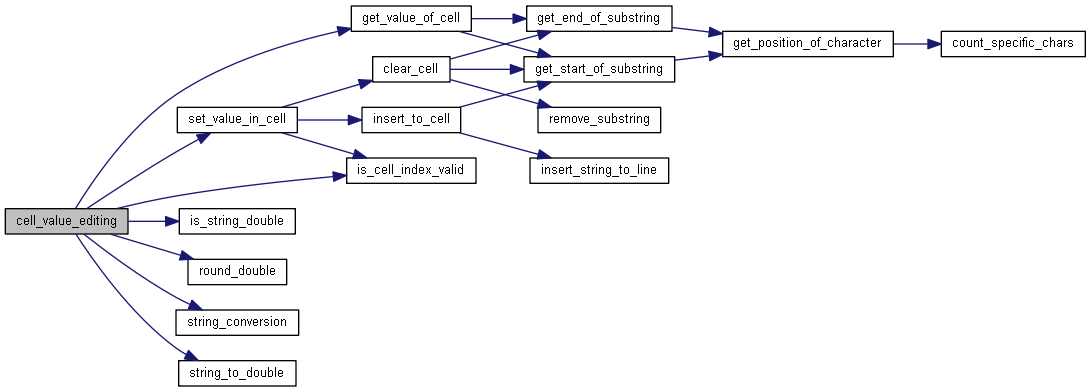 get_value_of_cell
get_end_of_substring
get_position_of_character
count_specific_chars
clear_cell
get_start_of_substring
set_value_in_cell
insert_to_cell
remove_substring
is_cell_index_valid
insert_string_to_line
cell_value_editing
is_string_double
round_double
string_conversion
string_to_double